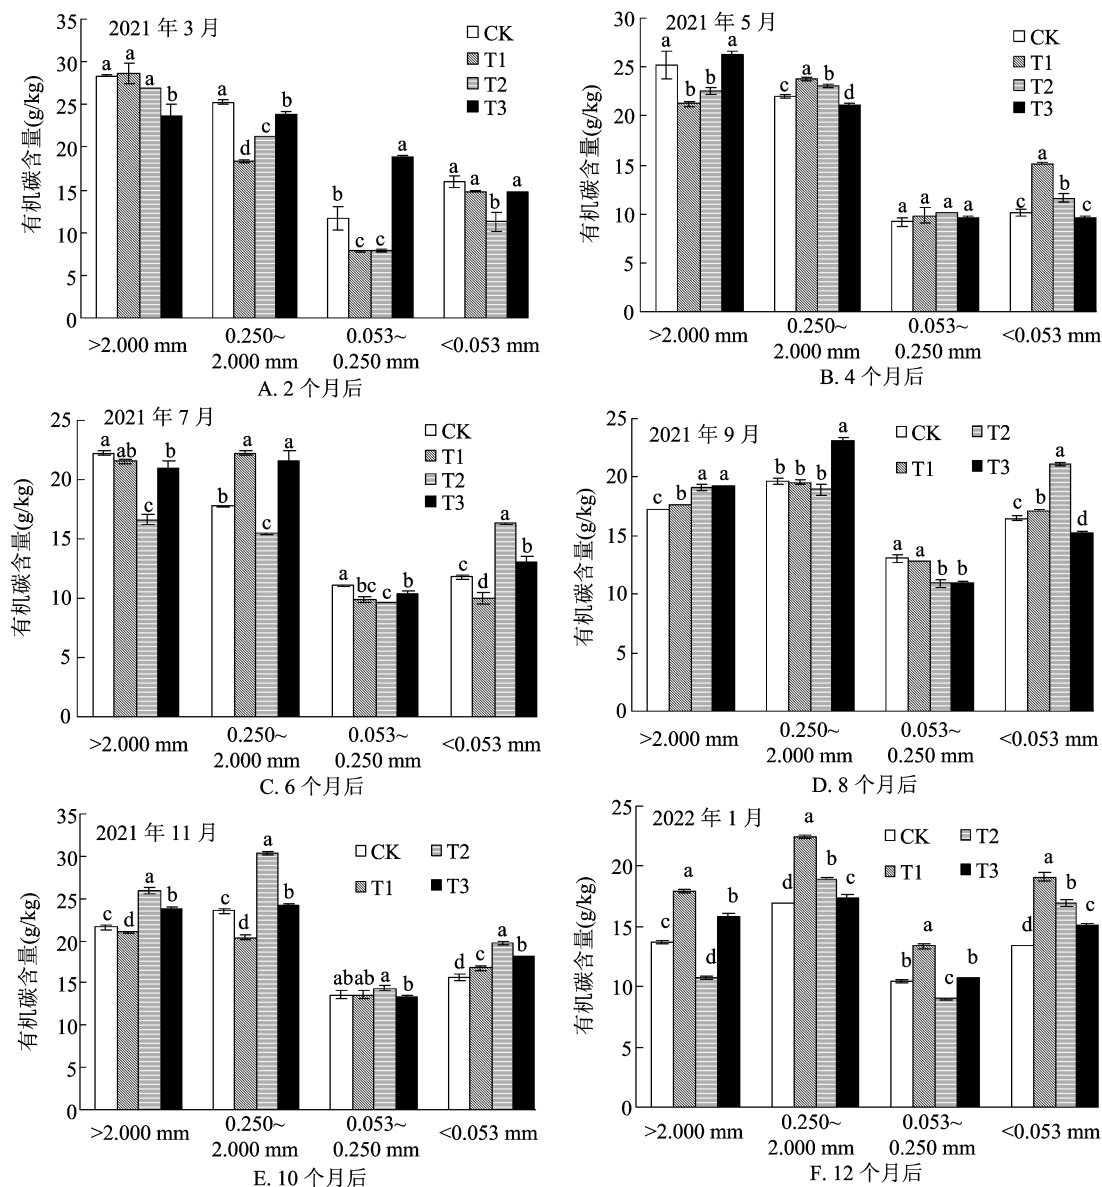 2021 年 3 月
CK
T1
T2
T3
有机碳含量(g/kg)
35
30
25
20
15
10
5
0
a a a b
a d c b
b c c a
a a b a
>2.000 mm
0.250~
2.000 mm
0.053~
0.250 mm
<0.053 mm
A. 2 个月后
2021 年 5 月
CK
T1
T2
T3
有机碳含量(g/kg)
30
25
20
15
10
5
0
a b b a
c a b d
a a a a
c a b c
>2.000 mm
0.250~
2.000 mm
0.053~
0.250 mm
<0.053 mm
B. 4 个月后
2021 年 7 月
CK
T1
T2
T3
有机碳含量(g/kg)
25
20
15
10
5
0
a ab c b
b a c a
a bc c b
c d a b
>2.000 mm
0.250~
2.000 mm
0.053~
0.250 mm
<0.053 mm
C. 6 个月后
2021 年 9 月
CK T2
T1 T3
有机碳含量(g/kg)
25
20
15
10
5
0
c b a a
b b b a
a a b b
c b a d
>2.000 mm
0.250~
2.000 mm
0.053~
0.250 mm
<0.053 mm
D. 8 个月后
2021 年 11 月
CK T2
T1 T3
有机碳含量(g/kg)
35
30
25
20
15
10
5
0
c d a b
c d a b
ab ab a b
d c a b
>2.000 mm
0.250~
2.000 mm
0.053~
0.250 mm
<0.053 mm
E. 10 个月后
2022 年 1 月
CK T2
T1 T3
有机碳含量(g/kg)
25
20
15
10
5
0
c a d b
d a b c
b a c b
d a b c
>2.000 mm
0.250~
2.000 mm
0.053~
0.250 mm
<0.053 mm
F. 12 个月后